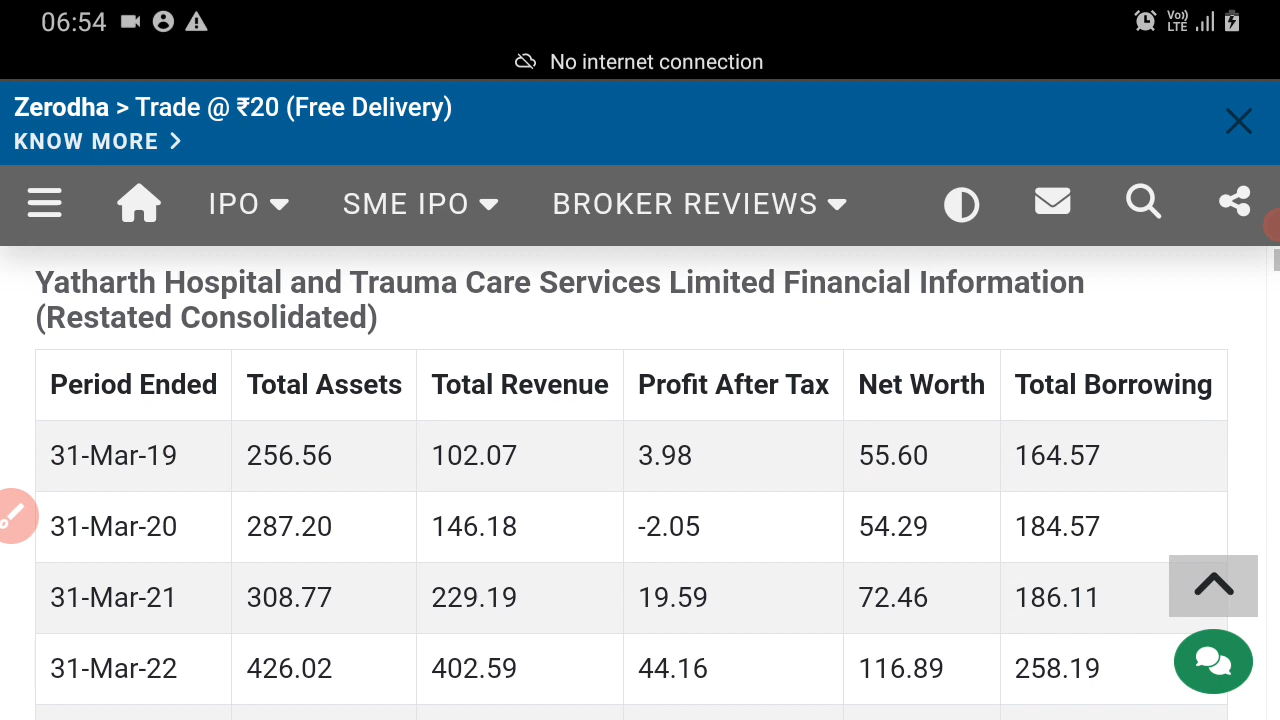 06:54
Vo))
LTE
No internet connection
Zerodha > Trade @ ₹20 (Free Delivery)
KNOW MORE
IPO SME IPO BROKER REVIEWS
Yatharth Hospital and Trauma Care Services Limited Financial Information
(Restated Consolidated)
Period Ended Total Assets Total Revenue Profit After Tax Net Worth Total Borrowing
31-Mar-19 256.56 102.07 3.98 55.60 164.57
31-Mar-20 287.20 146.18 -2.05 54.29 184.57
31-Mar-21 308.77 229.19 19.59 72.46 186.11
31-Mar-22 426.02 402.59 44.16 116.89 258.19